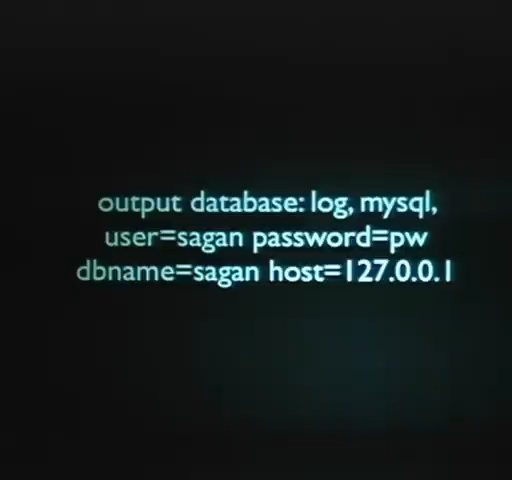 output database: log, mysql,
user=sagan password=pw
dbname=sagan host=127.0.0.1